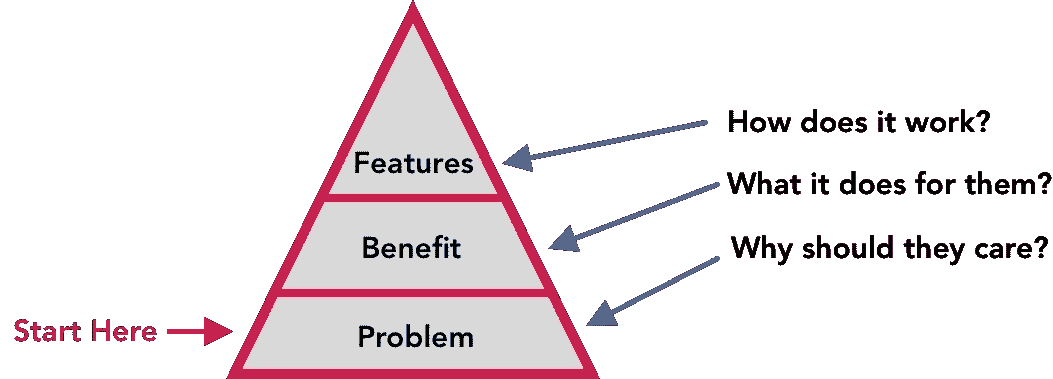 How does it work?
Features
What it does for them?
Benefit
Why should they care?
Start Here
Problem